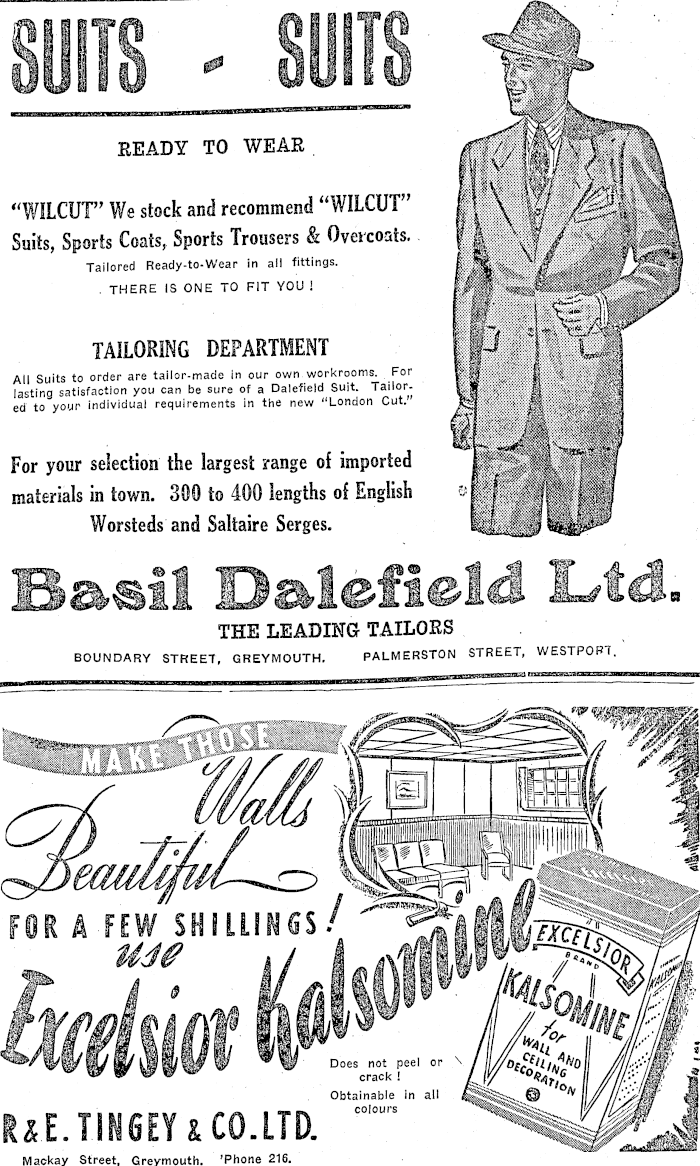 SUITS - SUITS
READY TO WEAR
"WILCUT" We stock and recommend "WILCUT"
Suits, Sports Coats, Sports Trousers & Overcoats.
Tailored Ready-to-Wear in all fittings.
THERE IS ONE TO FIT YOU!
TAILORING DEPARTMENT
All Suits to order are tailor-made in our own workrooms. For
lasting satisfaction you can be sure of a Dalefield Suit. Tailor-
ed to your individual requirements in the new "London Cut."
For your selection the largest range of imported
materials in town. 300 to 400 lengths of English
Worsteds and Saltaire Serges.
Basil Dalefield Ltd.
THE LEADING TAILORS
BOUNDARY STREET, GREYMOUTH. PALMERSTON STREET, WESTPORT.
MAKE THOSE
Walls
Beautiful
FOR A FEW SHILLINGS!
use
Excelsior Kalsomine
EXCELSIOR
EXCELSIOR
BRAND
KALSOMINE
for
WALL AND
CEILING
DECORATION
KALSOMINE
Does not peel or
crack!
Obtainable in all
colours
R & E. TINGEY & CO. LTD.
Mackay Street, Greymouth. 'Phone 216.